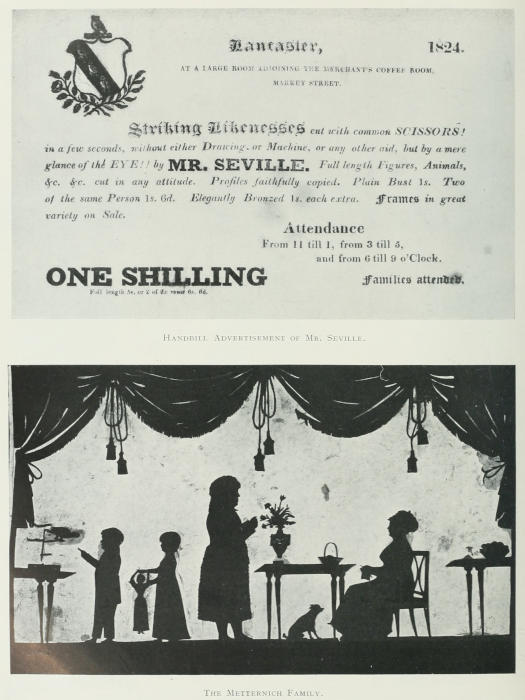 Lancaster, 1824.
AT A LARGE ROOM ADJOINING THE MERCHANT'S COFFEE ROOM,
MARKET STREET.
Striking Likenesses cut with common SCISSORS!
in a few seconds, without either Drawing, or Machine, or any other aid, but by a mere
glance of the EYE!! by MR. SEVILLE. Full length Figures, Animals,
&c. &c. cut in any attitude. Profiles faithfully copied. Plain Bust 1s. Two
of the same Person 1s. 6d. Elegantly Bronzed 1s. each extra. Frames in great
variety on Sale.
Attendance
From 11 till 1, from 3 till 5,
and from 6 till 9 o'Clock.
ONE SHILLING Families attended.
Full length 5s. or 2 of the same 6s. 6d.
HANDBILL ADVERTISEMENT OF MR. SEVILLE.
THE METTERNICH FAMILY.